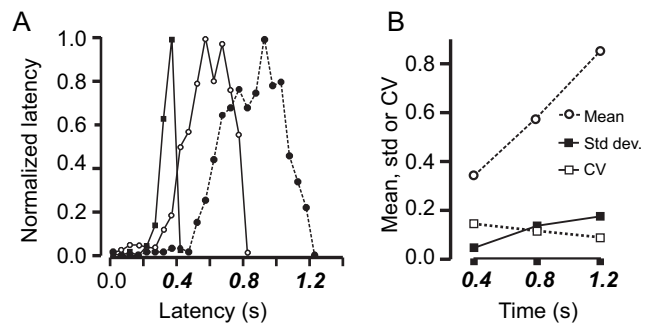 A
Normalized latency
1.0
0.8
0.6
0.4
0.2
0.0
0.0 0.4 0.8 1.2
Latency (s)
B
Mean, std or CV
0.8
0.6
0.4
0.2
0.0
Mean
Std dev.
CV
0.4 0.8 1.2
Time (s)